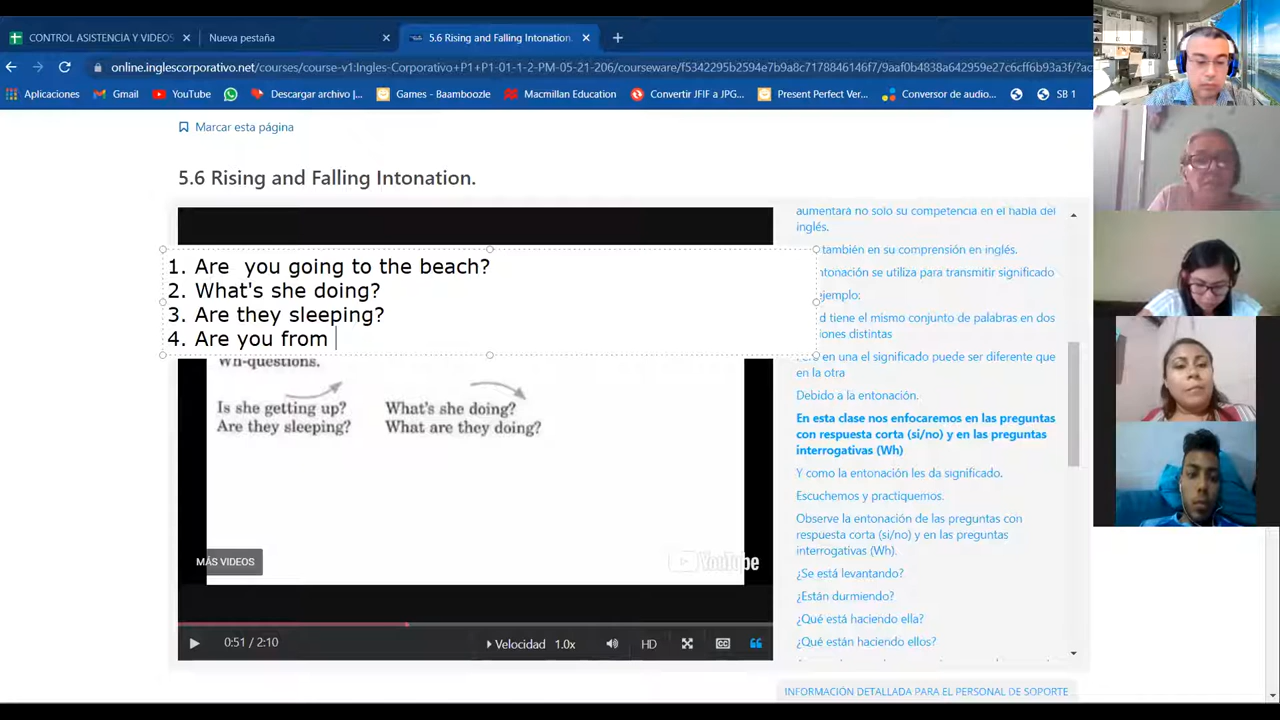 CONTROL ASISTENCIA Y VIDEOS
Nueva pestaña
5.6 Rising and Falling Intonation.
online.inglescorporativo.net/courses/course-v1:Ingles-Corporativo+P1+P1-01-1-2-PM-05-21-206/courseware/f5342295b2594e7b9a8c7178846146f7/9aaf0b4838a642959e27c6cff6b93a3f/?ac
Aplicaciones
Gmail
YouTube
Descargar archivo |...
Games - Baamboozle
Macmillan Education
Convertir JFIF a JPG...
Present Perfect Ver...
Conversor de audio...
SB 1
Marcar esta página
5.6 Rising and Falling Intonation.
1. Are  you going to the beach?
2. What's she doing?
3. Are they sleeping?
4. Are you from
Wh-questions.
Is she getting up?
What's she doing?
Are they sleeping?
What are they doing?
MÁS VIDEOS
YouTube
0:51 / 2:10
Velocidad
1.0x
HD
CC
aumentará no solo su competencia en el habla del
inglés.
también en su comprensión en inglés.
entonación se utiliza para transmitir significado
ejemplo:
tiene el mismo conjunto de palabras en dos
distintas
Pero en una el significado puede ser diferente que
en la otra
Debido a la entonación.
En esta clase nos enfocaremos en las preguntas
con respuesta corta (si/no) y en las preguntas
interrogativas (Wh)
Y como la entonación les da significado.
Escuchemos y practiquemos.
Observe la entonación de las preguntas con
respuesta corta (si/no) y en las preguntas
interrogativas (Wh).
¿Se está levantando?
¿Están durmiendo?
¿Qué está haciendo ella?
¿Qué están haciendo ellos?
INFORMACIÓN DETALLADA PARA EL PERSONAL DE SOPORTE